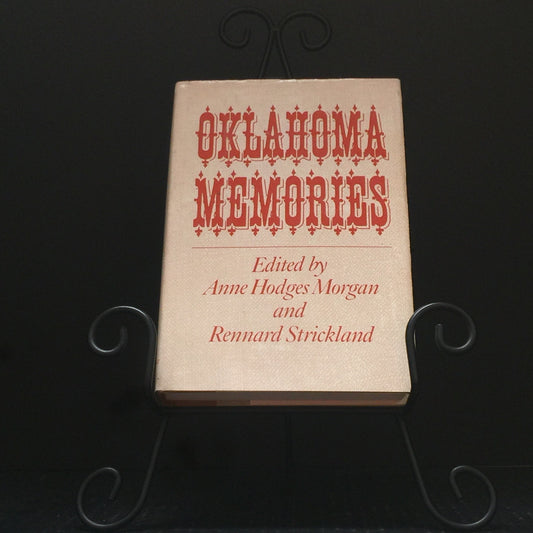 OKLAHOMA
MEMORIES
Edited by
Anne Hodges Morgan
and
Rennard Strickland